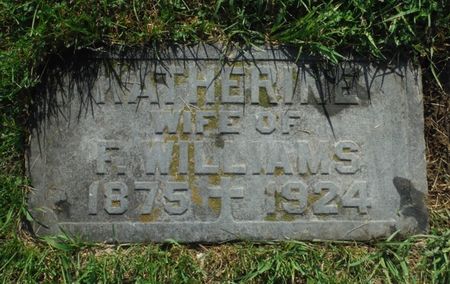 KATHERINE
WIFE OF
F. WILLIAMS
1875 † 1924